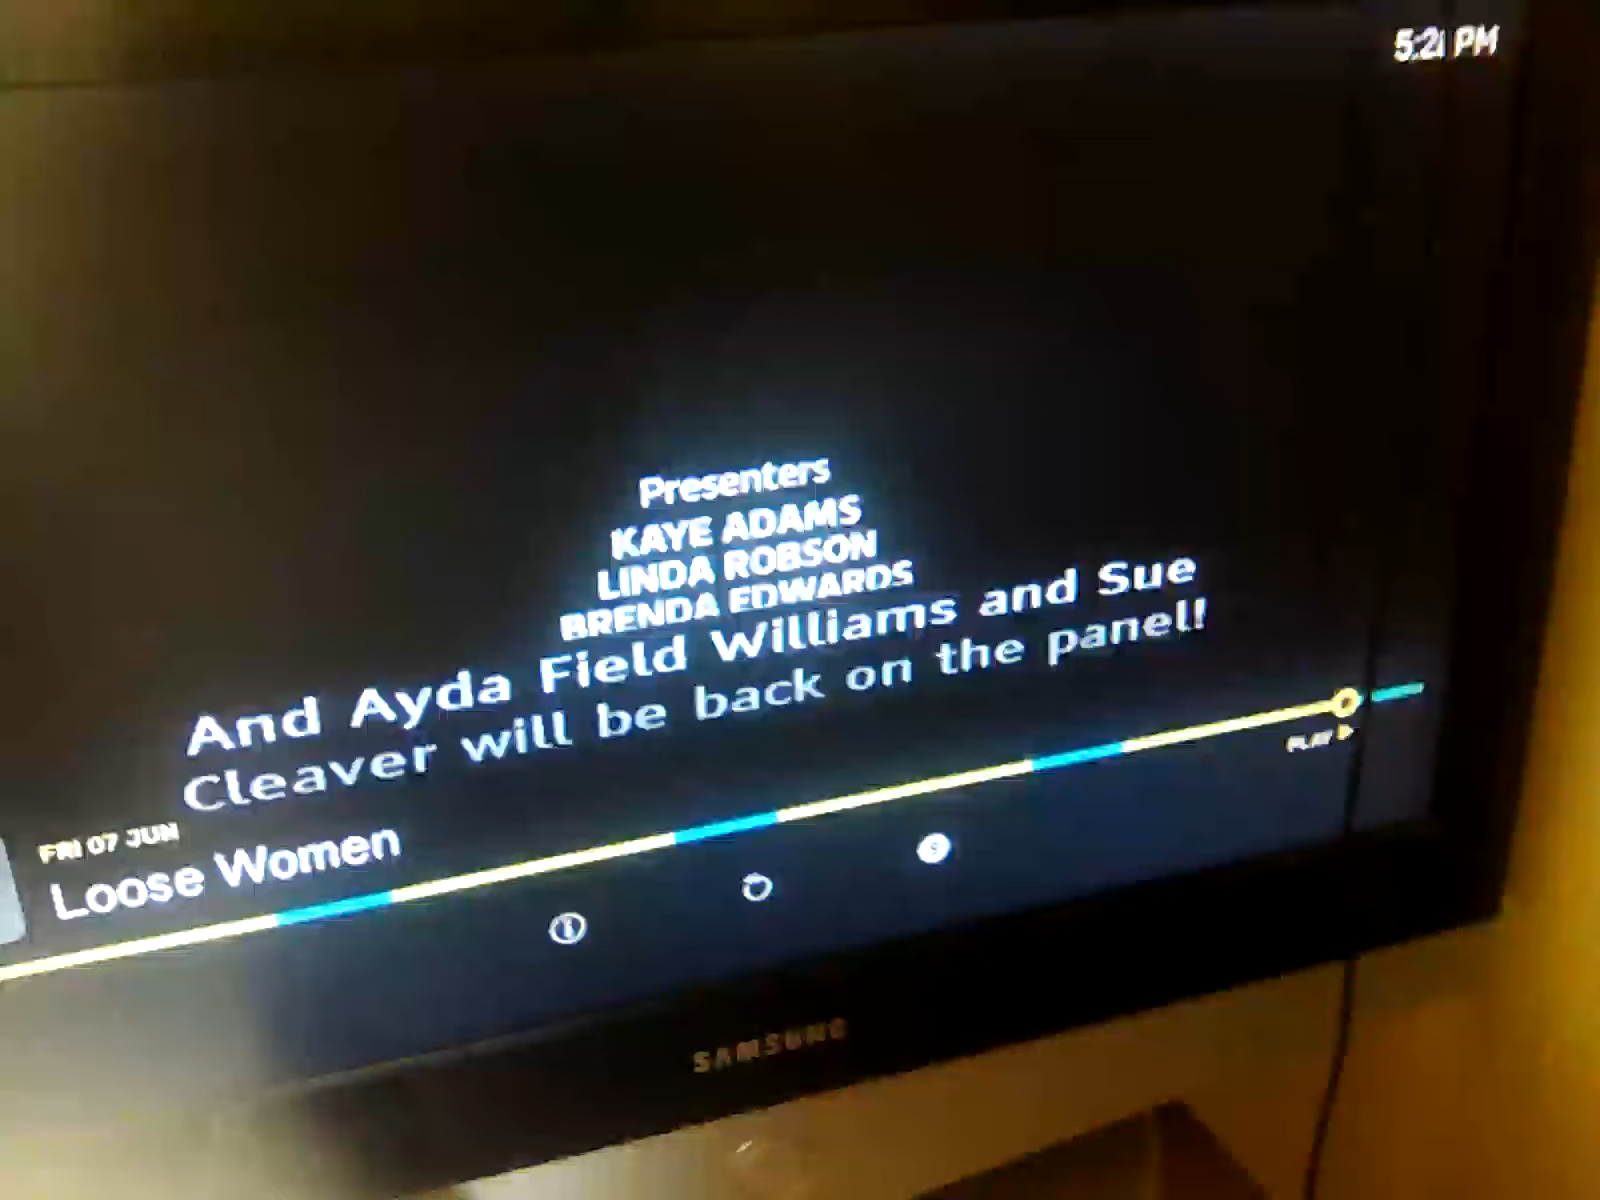 5:21 PM
Presenters
KAYE ADAMS
LINDA ROBSON
BRENDA EDWARDS
And Ayda Field Williams and Sue
Cleaver will be back on the panel!
PLAY
FRI 07 JUN
Loose Women
SAMSUNG